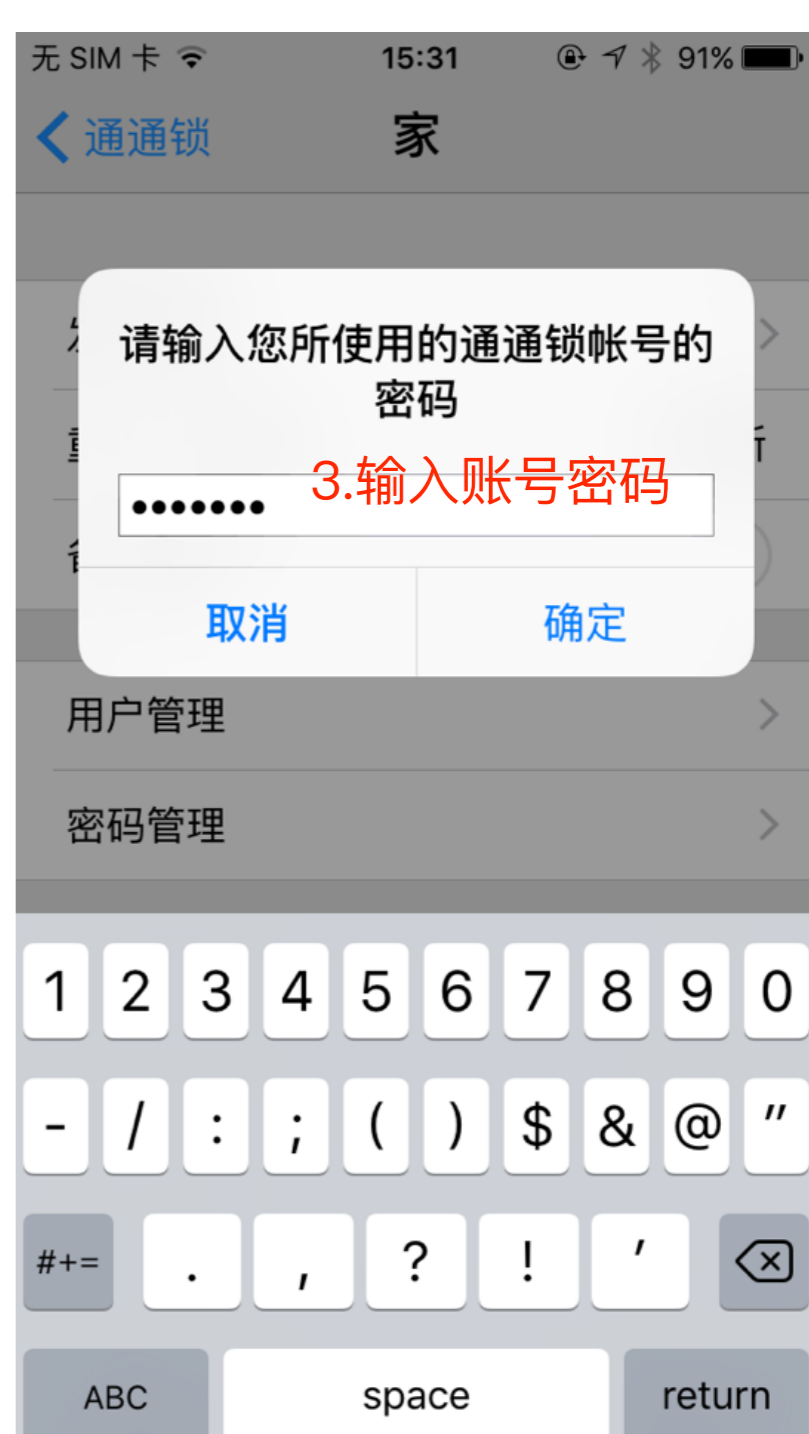 无 SIM 卡 15:31 91%
通通锁 家
请输入您所使用的通通锁帐号的
密码
3.输入账号密码
•••••••
取消 确定
用户管理
密码管理
1 2 3 4 5 6 7 8 9 0
- / : ; ( ) $ & @ "
#+= . , ? ! '
ABC space return